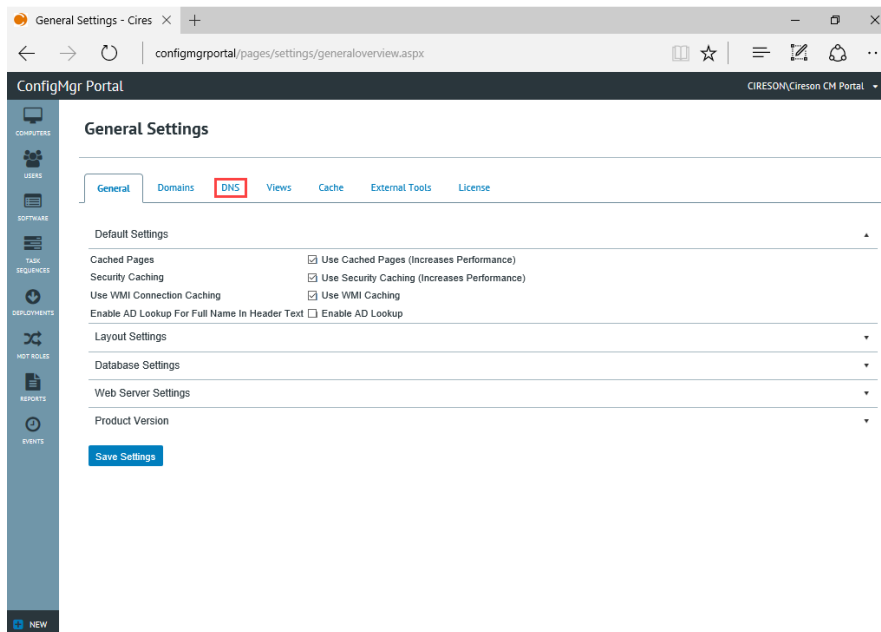 General Settings - Cires
configmgrportal/pages/settings/generaloverview.aspx
ConfigMgr Portal
CIRESON\Cireson CM Portal
COMPUTERS
USERS
SOFTWARE
TASK
SEQUENCES
DEPLOYMENTS
MDT ROLES
REPORTS
EVENTS
NEW
General Settings
General Domains DNS Views Cache External Tools License
Default Settings
Cached Pages Use Cached Pages (Increases Performance)
Security Caching Use Security Caching (Increases Performance)
Use WMI Connection Caching Use WMI Caching
Enable AD Lookup For Full Name In Header Text Enable AD Lookup
Layout Settings
Database Settings
Web Server Settings
Product Version
Save Settings